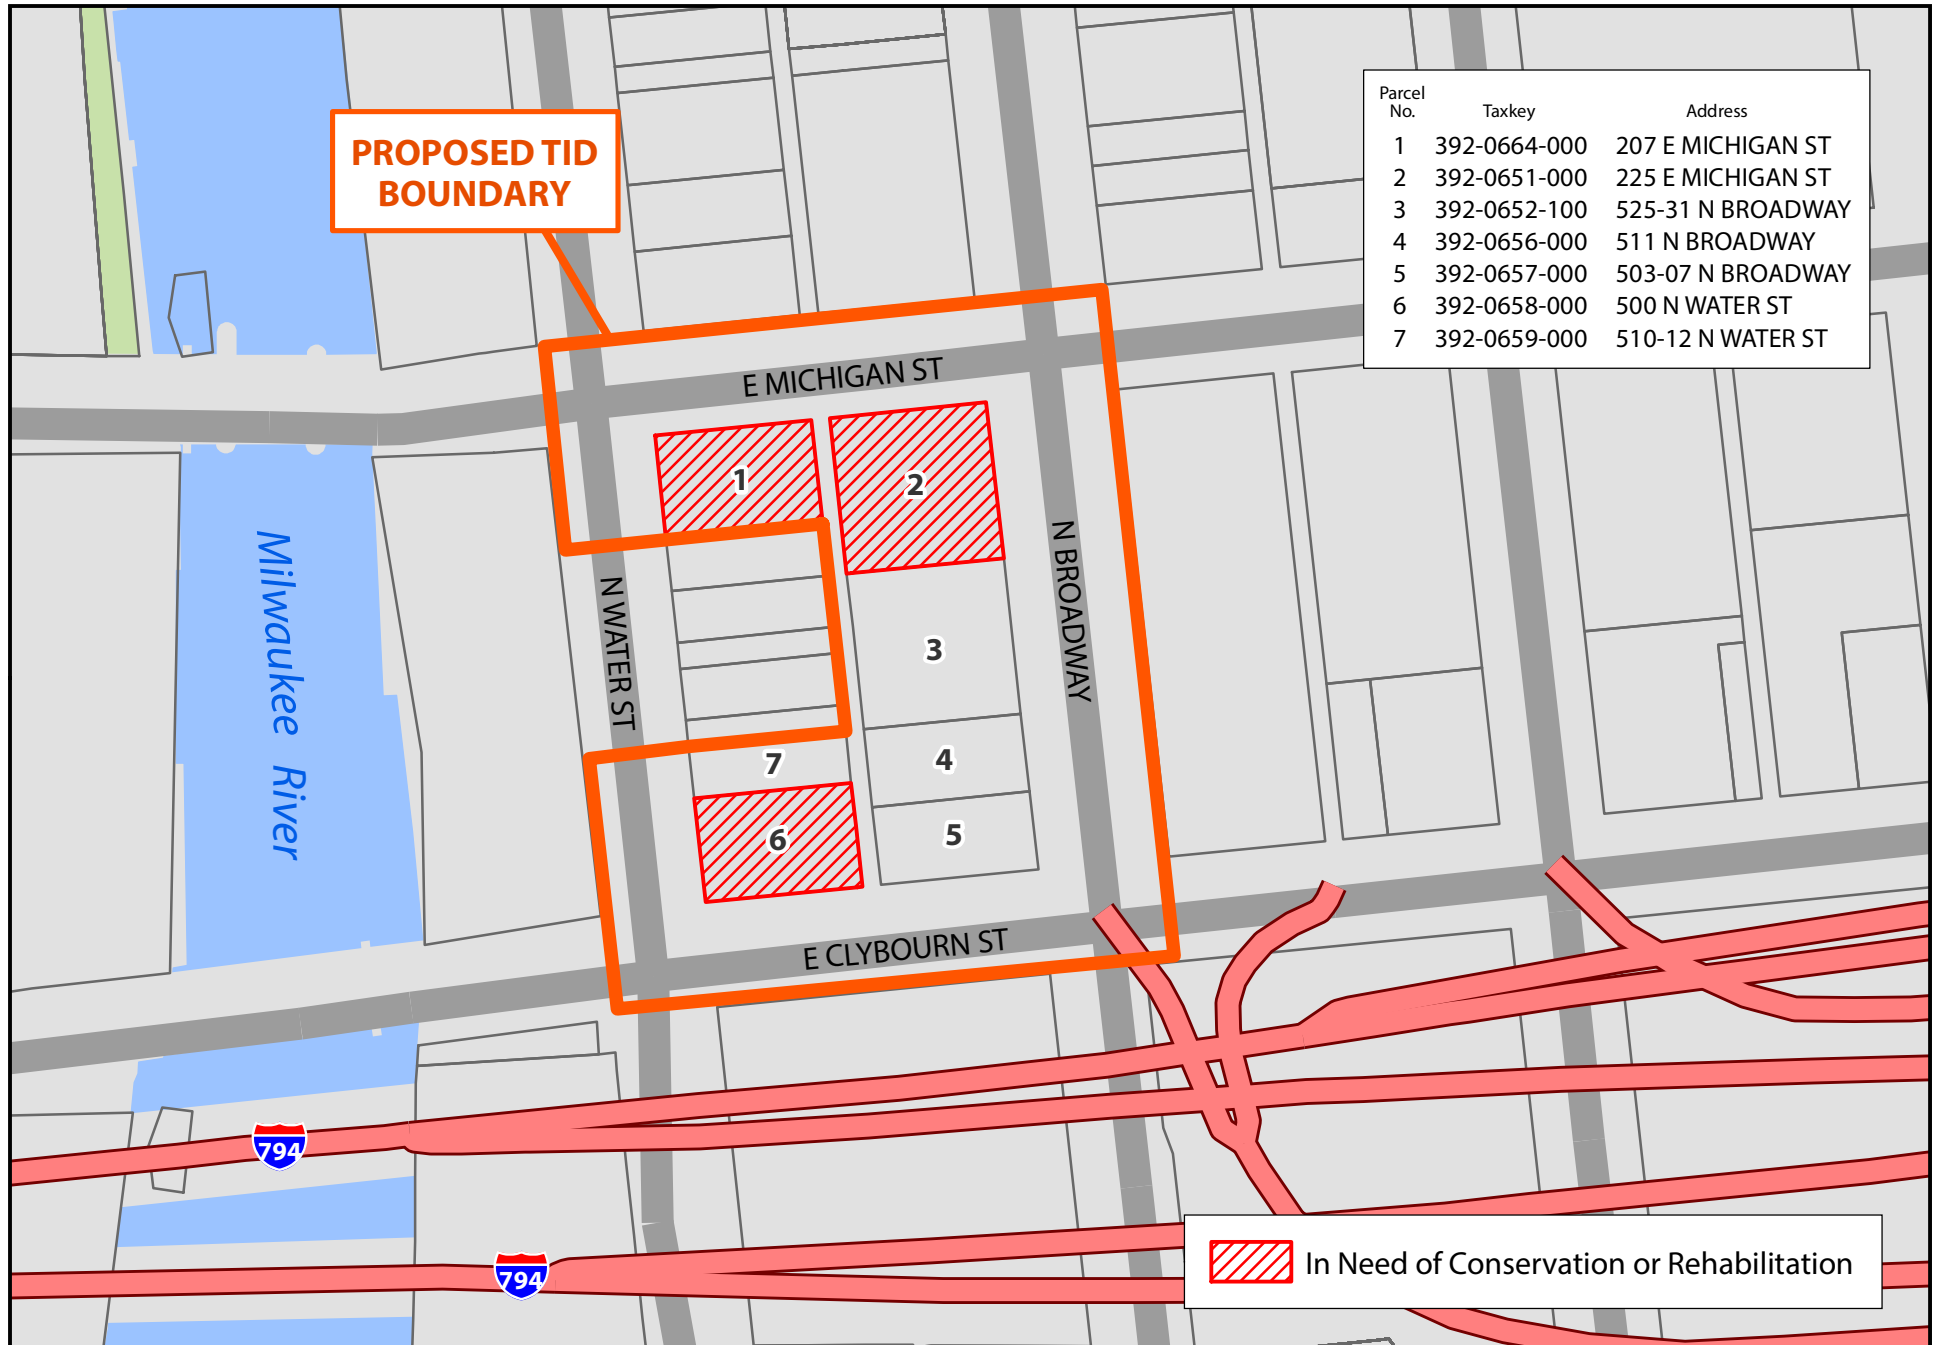 PROPOSED TID
BOUNDARY
Parcel
No. Taxkey Address
1 392-0664-000 207 E MICHIGAN ST
2 392-0651-000 225 E MICHIGAN ST
3 392-0652-100 525-31 N BROADWAY
4 392-0656-000 511 N BROADWAY
5 392-0657-000 503-07 N BROADWAY
6 392-0658-000 500 N WATER ST
7 392-0659-000 510-12 N WATER ST
E MICHIGAN ST
1
2
N BROADWAY
Milwaukee River
N WATER ST
3
7
4
6
5
E CLYBOURN ST
794
794
In Need of Conservation or Rehabilitation